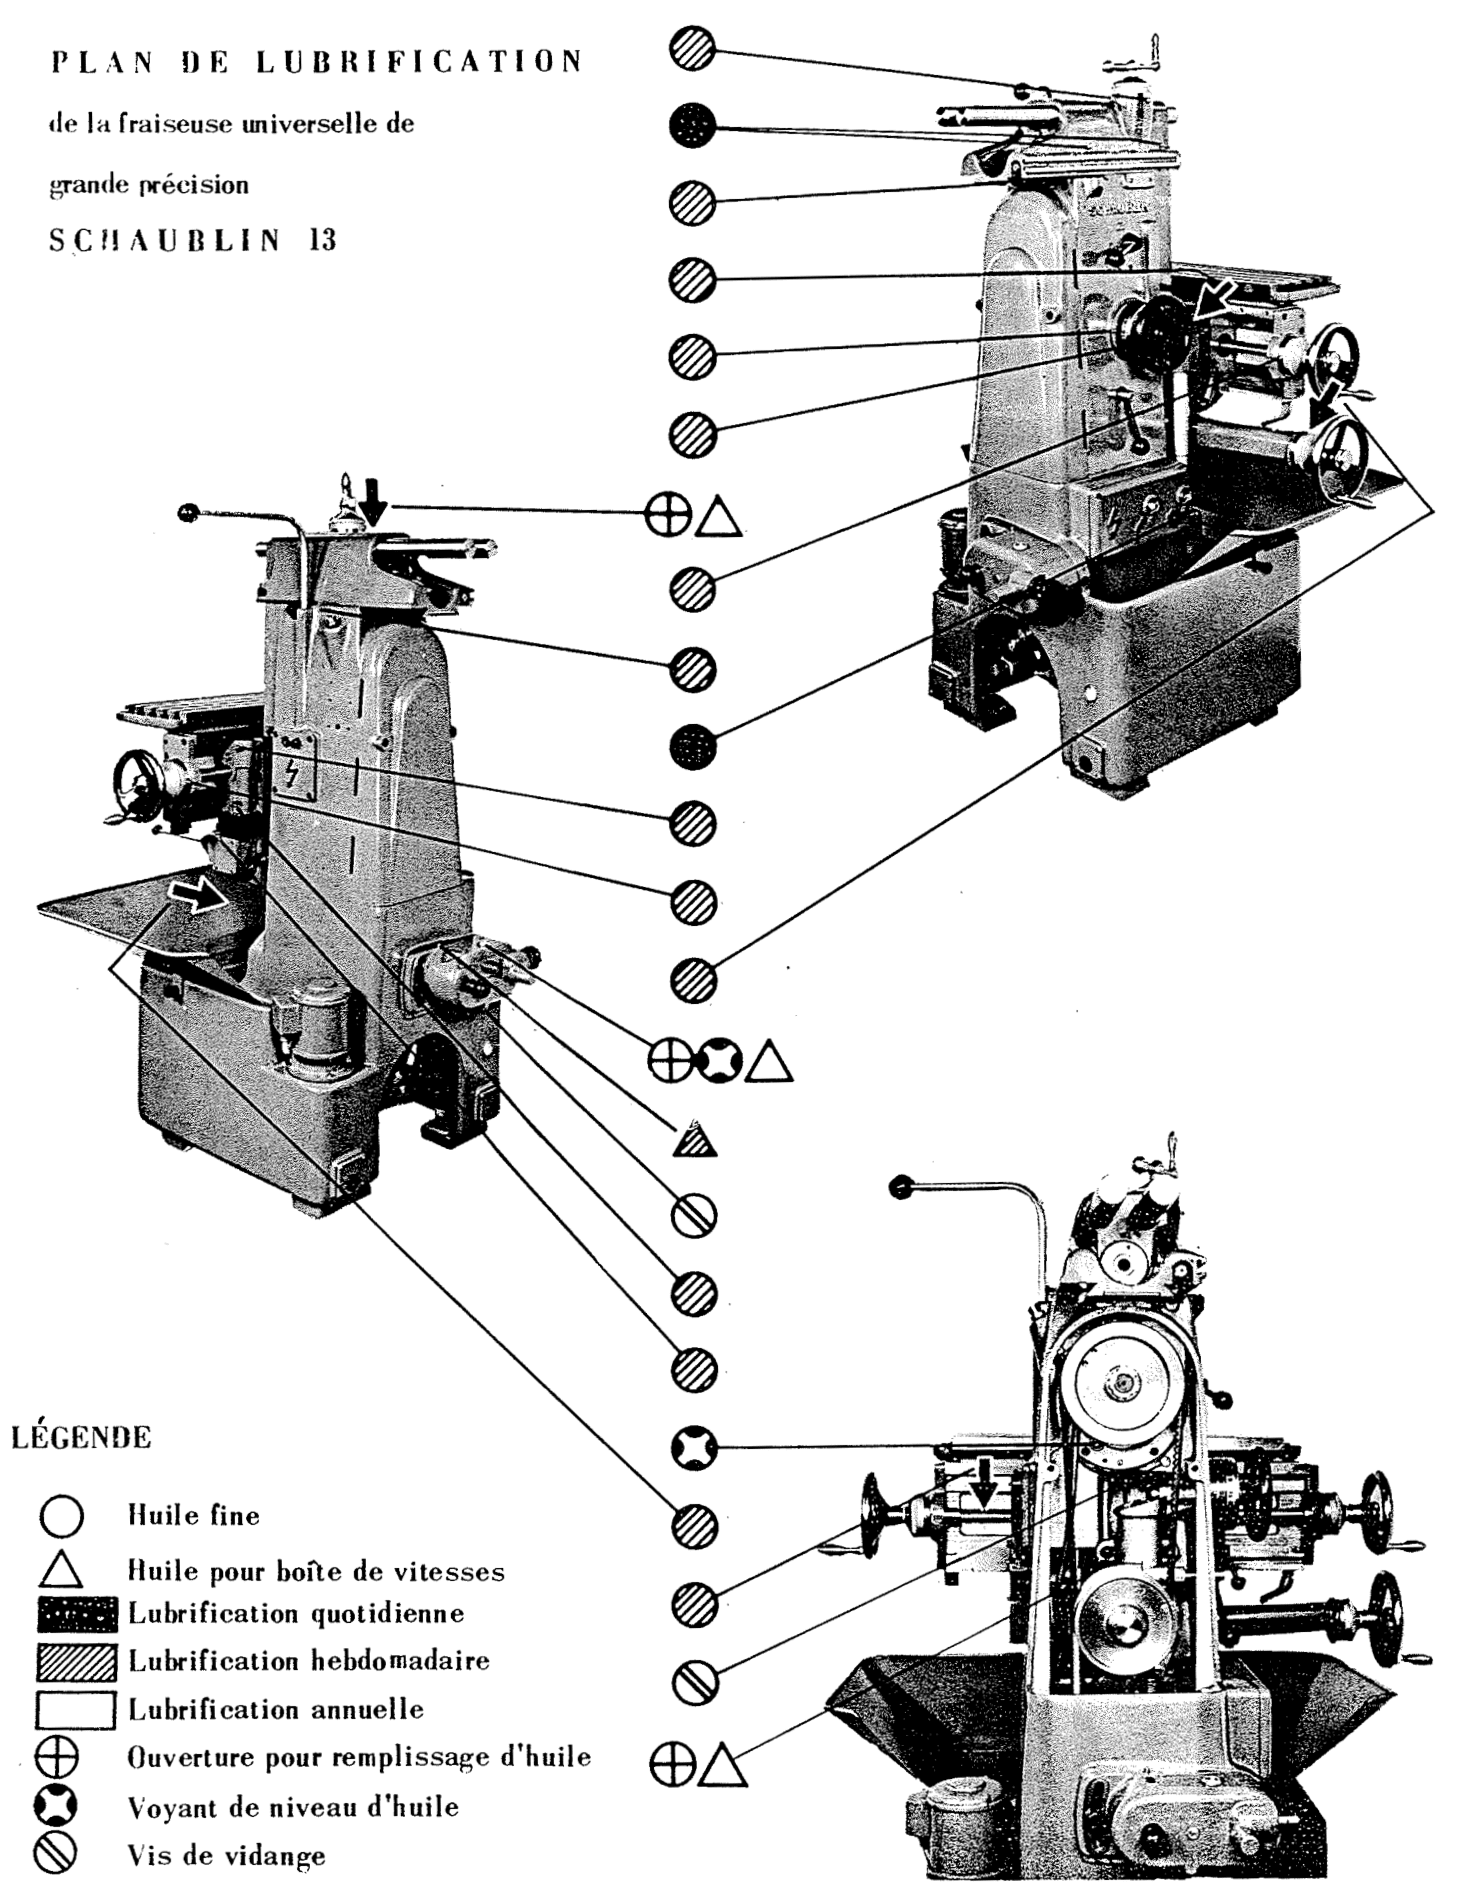 PLAN DE LUBRIFICATION
de la fraiseuse universelle de
grande précision
SCHAUBLIN 13
SCHAUBLIN
LÉGENDE
Huile fine
Huile pour boîte de vitesses
Lubrification quotidienne
Lubrification hebdomadaire
Lubrification annuelle
Ouverture pour remplissage d'huile
Voyant de niveau d'huile
Vis de vidange